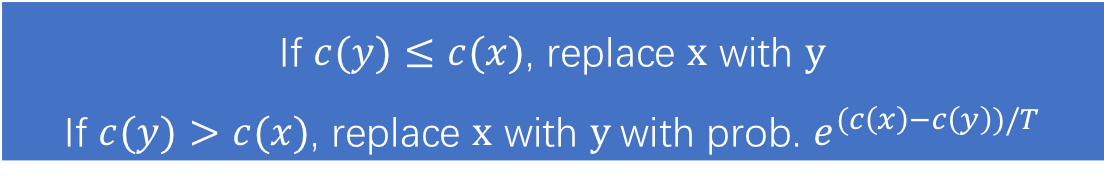 If c(y) ≤ c(x), replace x with y
If c(y) > c(x), replace x with y with prob. e^{(c(x)−c(y))/T}